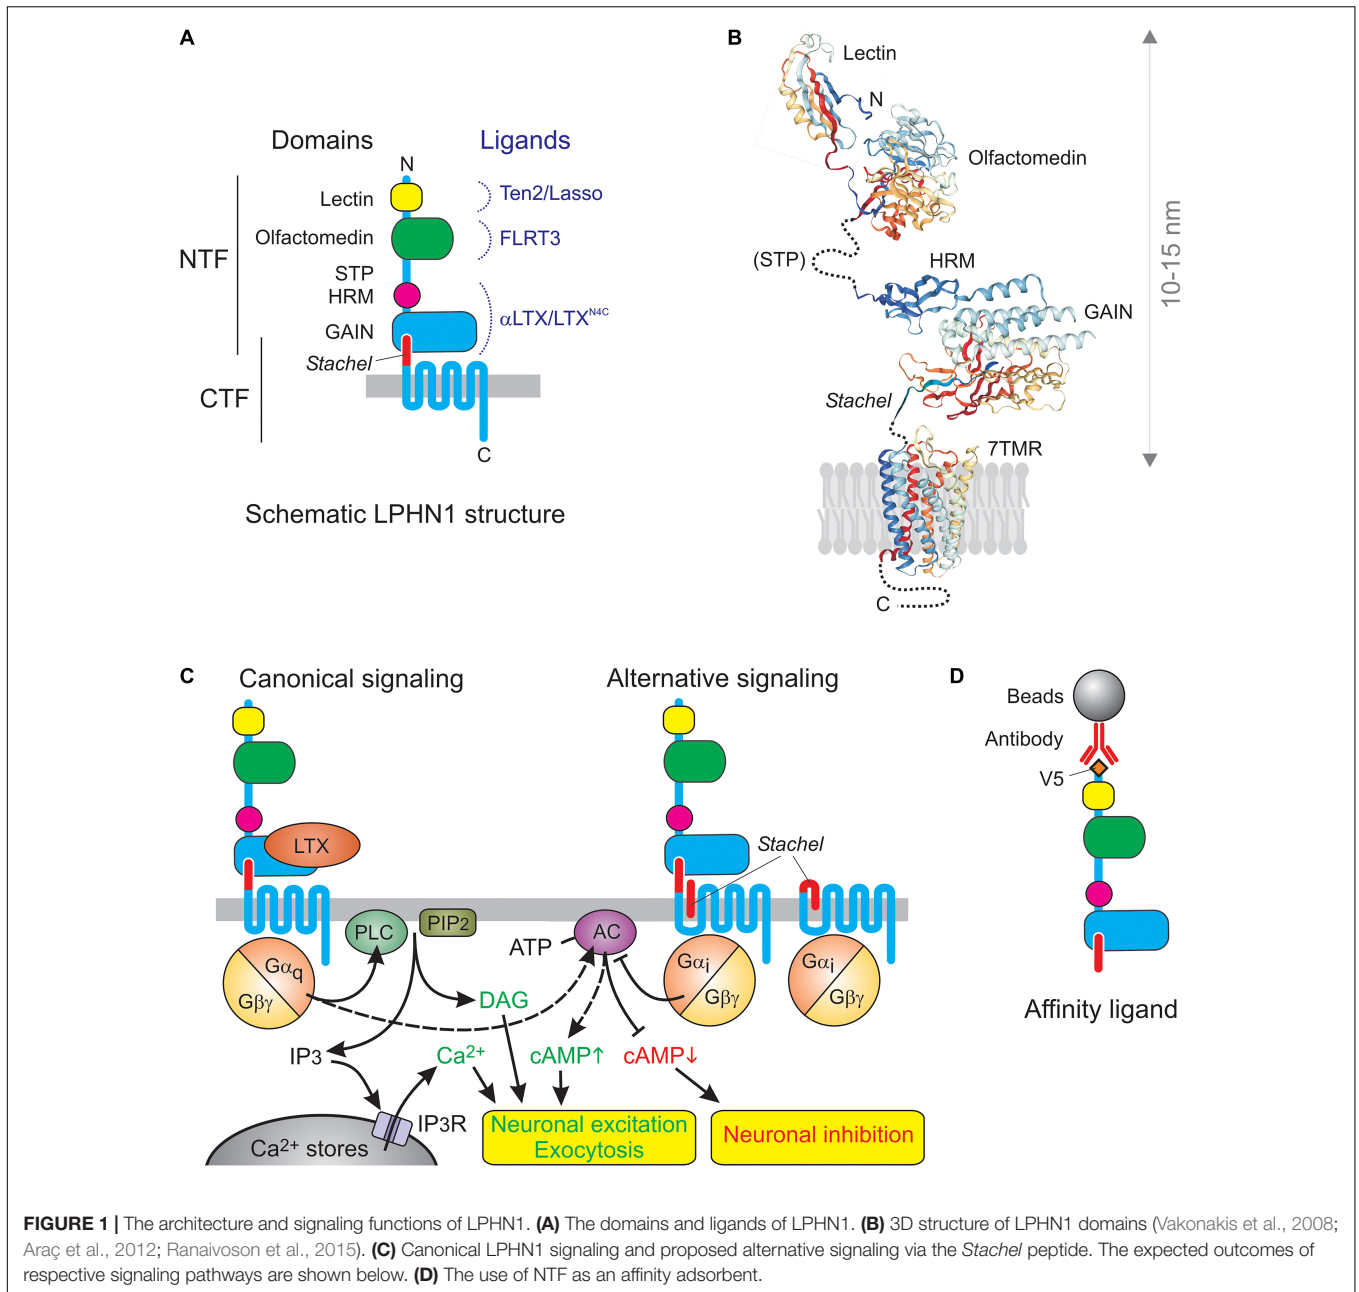 A
Domains
Ligands
N
Lectin
Ten2/Lasso
Olfactomedin
FLRT3
NTF
STP
HRM
GAIN
αLTX/LTXN4C
Stachel
CTF
C
Schematic LPHN1 structure
B
Lectin
N
Olfactomedin
(STP)
HRM
GAIN
10-15 nm
Stachel
7TMR
C
C
Canonical signaling
Alternative signaling
LTX
Stachel
PLC
PIP2
ATP
AC
Gαq
Gβγ
Gαi
Gβγ
Gαi
Gβγ
DAG
IP3
Ca2+
cAMP↑
cAMP↓
IP3R
Ca2+ stores
Neuronal excitation
Exocytosis
Neuronal inhibition
D
Beads
Antibody
V5
Affinity ligand
FIGURE 1 | The architecture and signaling functions of LPHN1. (A) The domains and ligands of LPHN1. (B) 3D structure of LPHN1 domains (Vakonakis et al., 2008;
Araç et al., 2012; Ranaivoson et al., 2015). (C) Canonical LPHN1 signaling and proposed alternative signaling via the Stachel peptide. The expected outcomes of
respective signaling pathways are shown below. (D) The use of NTF as an affinity adsorbent.